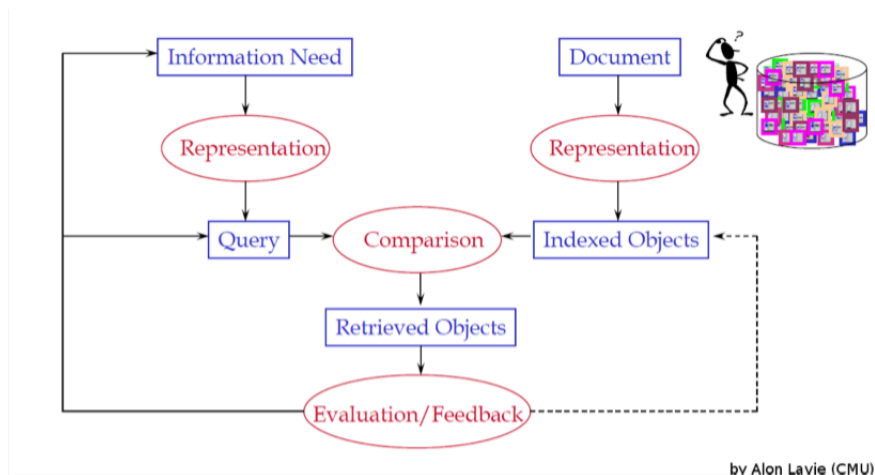 Information Need
Document
?
Representation
Representation
Query
Comparison
Indexed Objects
Retrieved Objects
Evaluation/Feedback
by Alon Lavie (CMU)